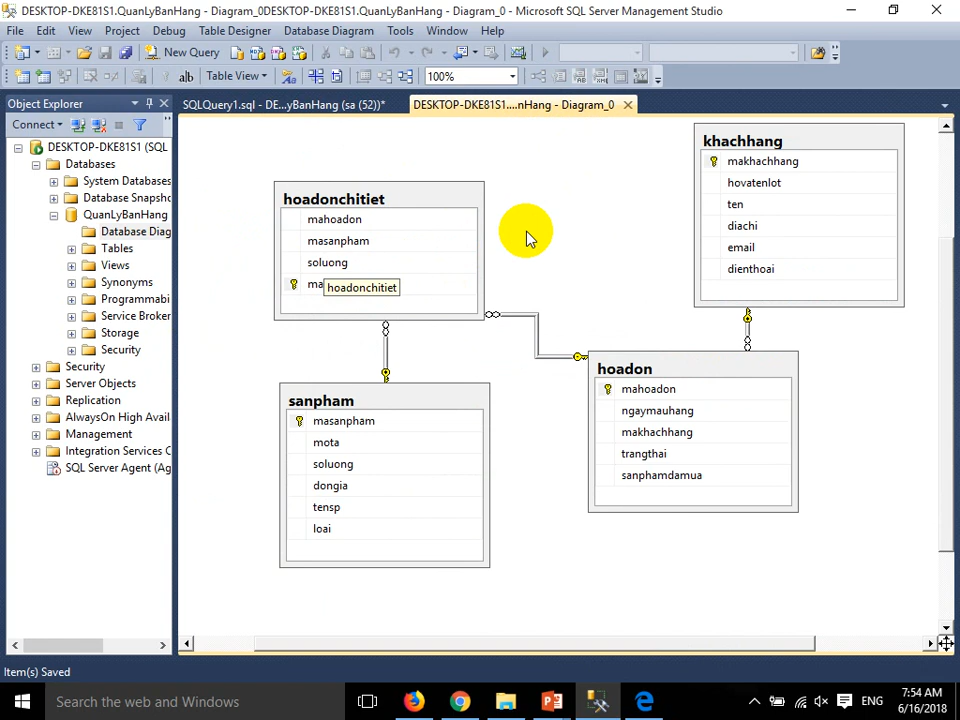 DESKTOP-DKE81S1.QuanLyBanHang - Diagram_0DESKTOP-DKE81S1.QuanLyBanHang - Diagram_0 - Microsoft SQL Server Management Studio
File Edit View Project Debug Table Designer Database Diagram Tools Window Help
New Query
Table View 100%
Object Explorer
SQLQuery1.sql - DE...yBanHang (sa (52))*
DESKTOP-DKE81S1....nHang - Diagram_0
Connect
DESKTOP-DKE81S1 (SQL
Databases
System Databases
Database Snapsho
QuanLyBanHang
Database Diag
Tables
Views
Synonyms
Programmabi
Service Broker
Storage
Security
Security
Server Objects
Replication
AlwaysOn High Avail
Management
Integration Services C
SQL Server Agent (Ag
hoadonchitiet
mahoadon
masanpham
soluong
ma
hoadonchitiet
khachhang
makhachhang
hovatenlot
ten
diachi
email
dienthoai
sanpham
masanpham
mota
soluong
dongia
tensp
loai
hoadon
mahoadon
ngaymuahang
makhachhang
trangthai
sanphamdamua
Item(s) Saved
Search the web and Windows
ENG
7:54 AM
6/16/2018